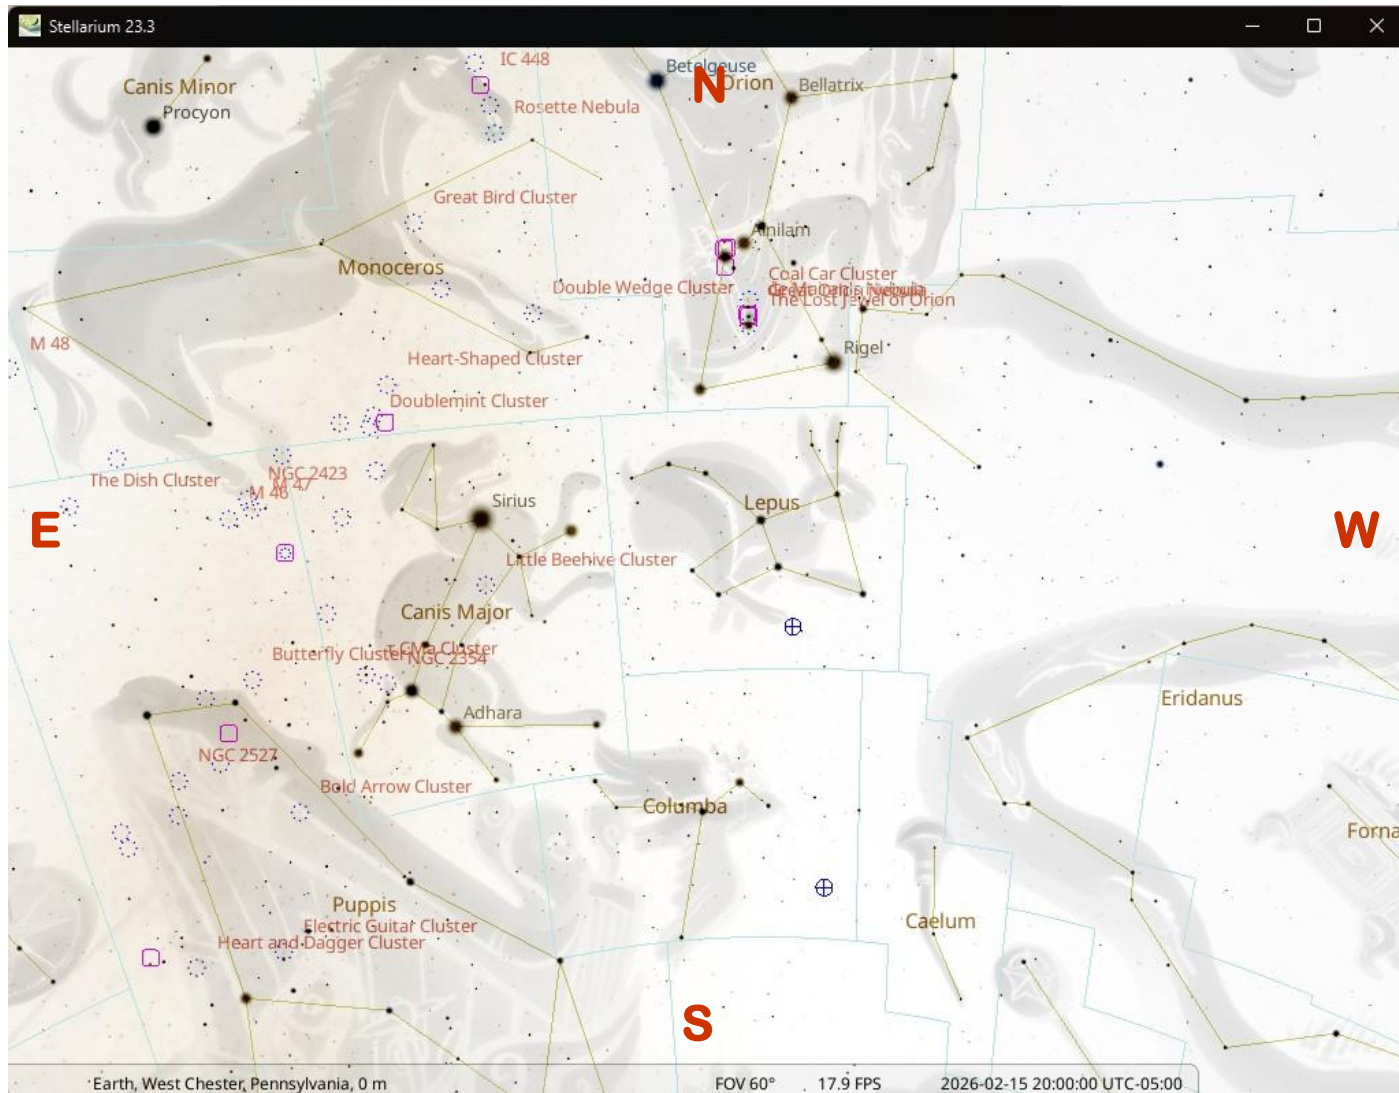 Stellarium 23.3
IC 448
Betelgeuse
N
Orion
Bellatrix
Canis Minor
Procyon
Rosette Nebula
Great Bird Cluster
Alnilam
Monoceros
Coal Car Cluster
Double Wedge Cluster
The Lost Jewel of Orion
M 48
Rigel
Heart-Shaped Cluster
Doublemint Cluster
NGC 2423
The Dish Cluster
M 47
M 46
Sirius
Lepus
E
W
Little Beehive Cluster
Canis Major
Butterfly Cluster
CMa Cluster
NGC 2354
Eridanus
Adhara
NGC 2527
Bold Arrow Cluster
Columba
Forna
Puppis
Caelum
Electric Guitar Cluster
Heart and Dagger Cluster
S
Earth, West Chester, Pennsylvania, 0 m
FOV 60°
17.9 FPS
2026-02-15 20:00:00 UTC-05:00